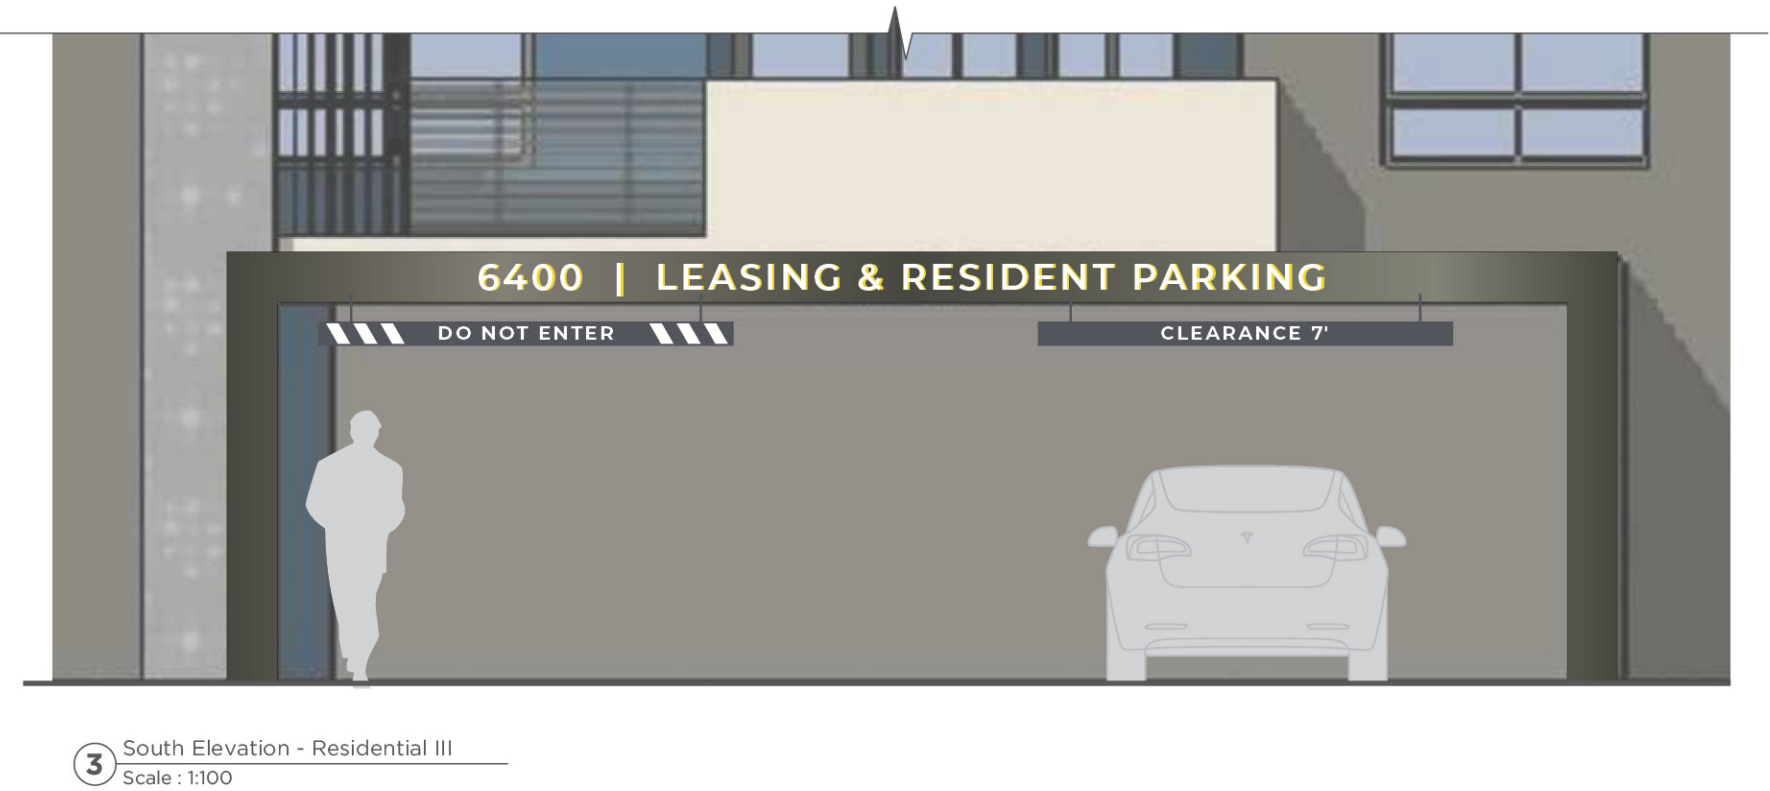 6400 | LEASING & RESIDENT PARKING
DO NOT ENTER
CLEARANCE 7'
3
South Elevation - Residential III
Scale : 1:100